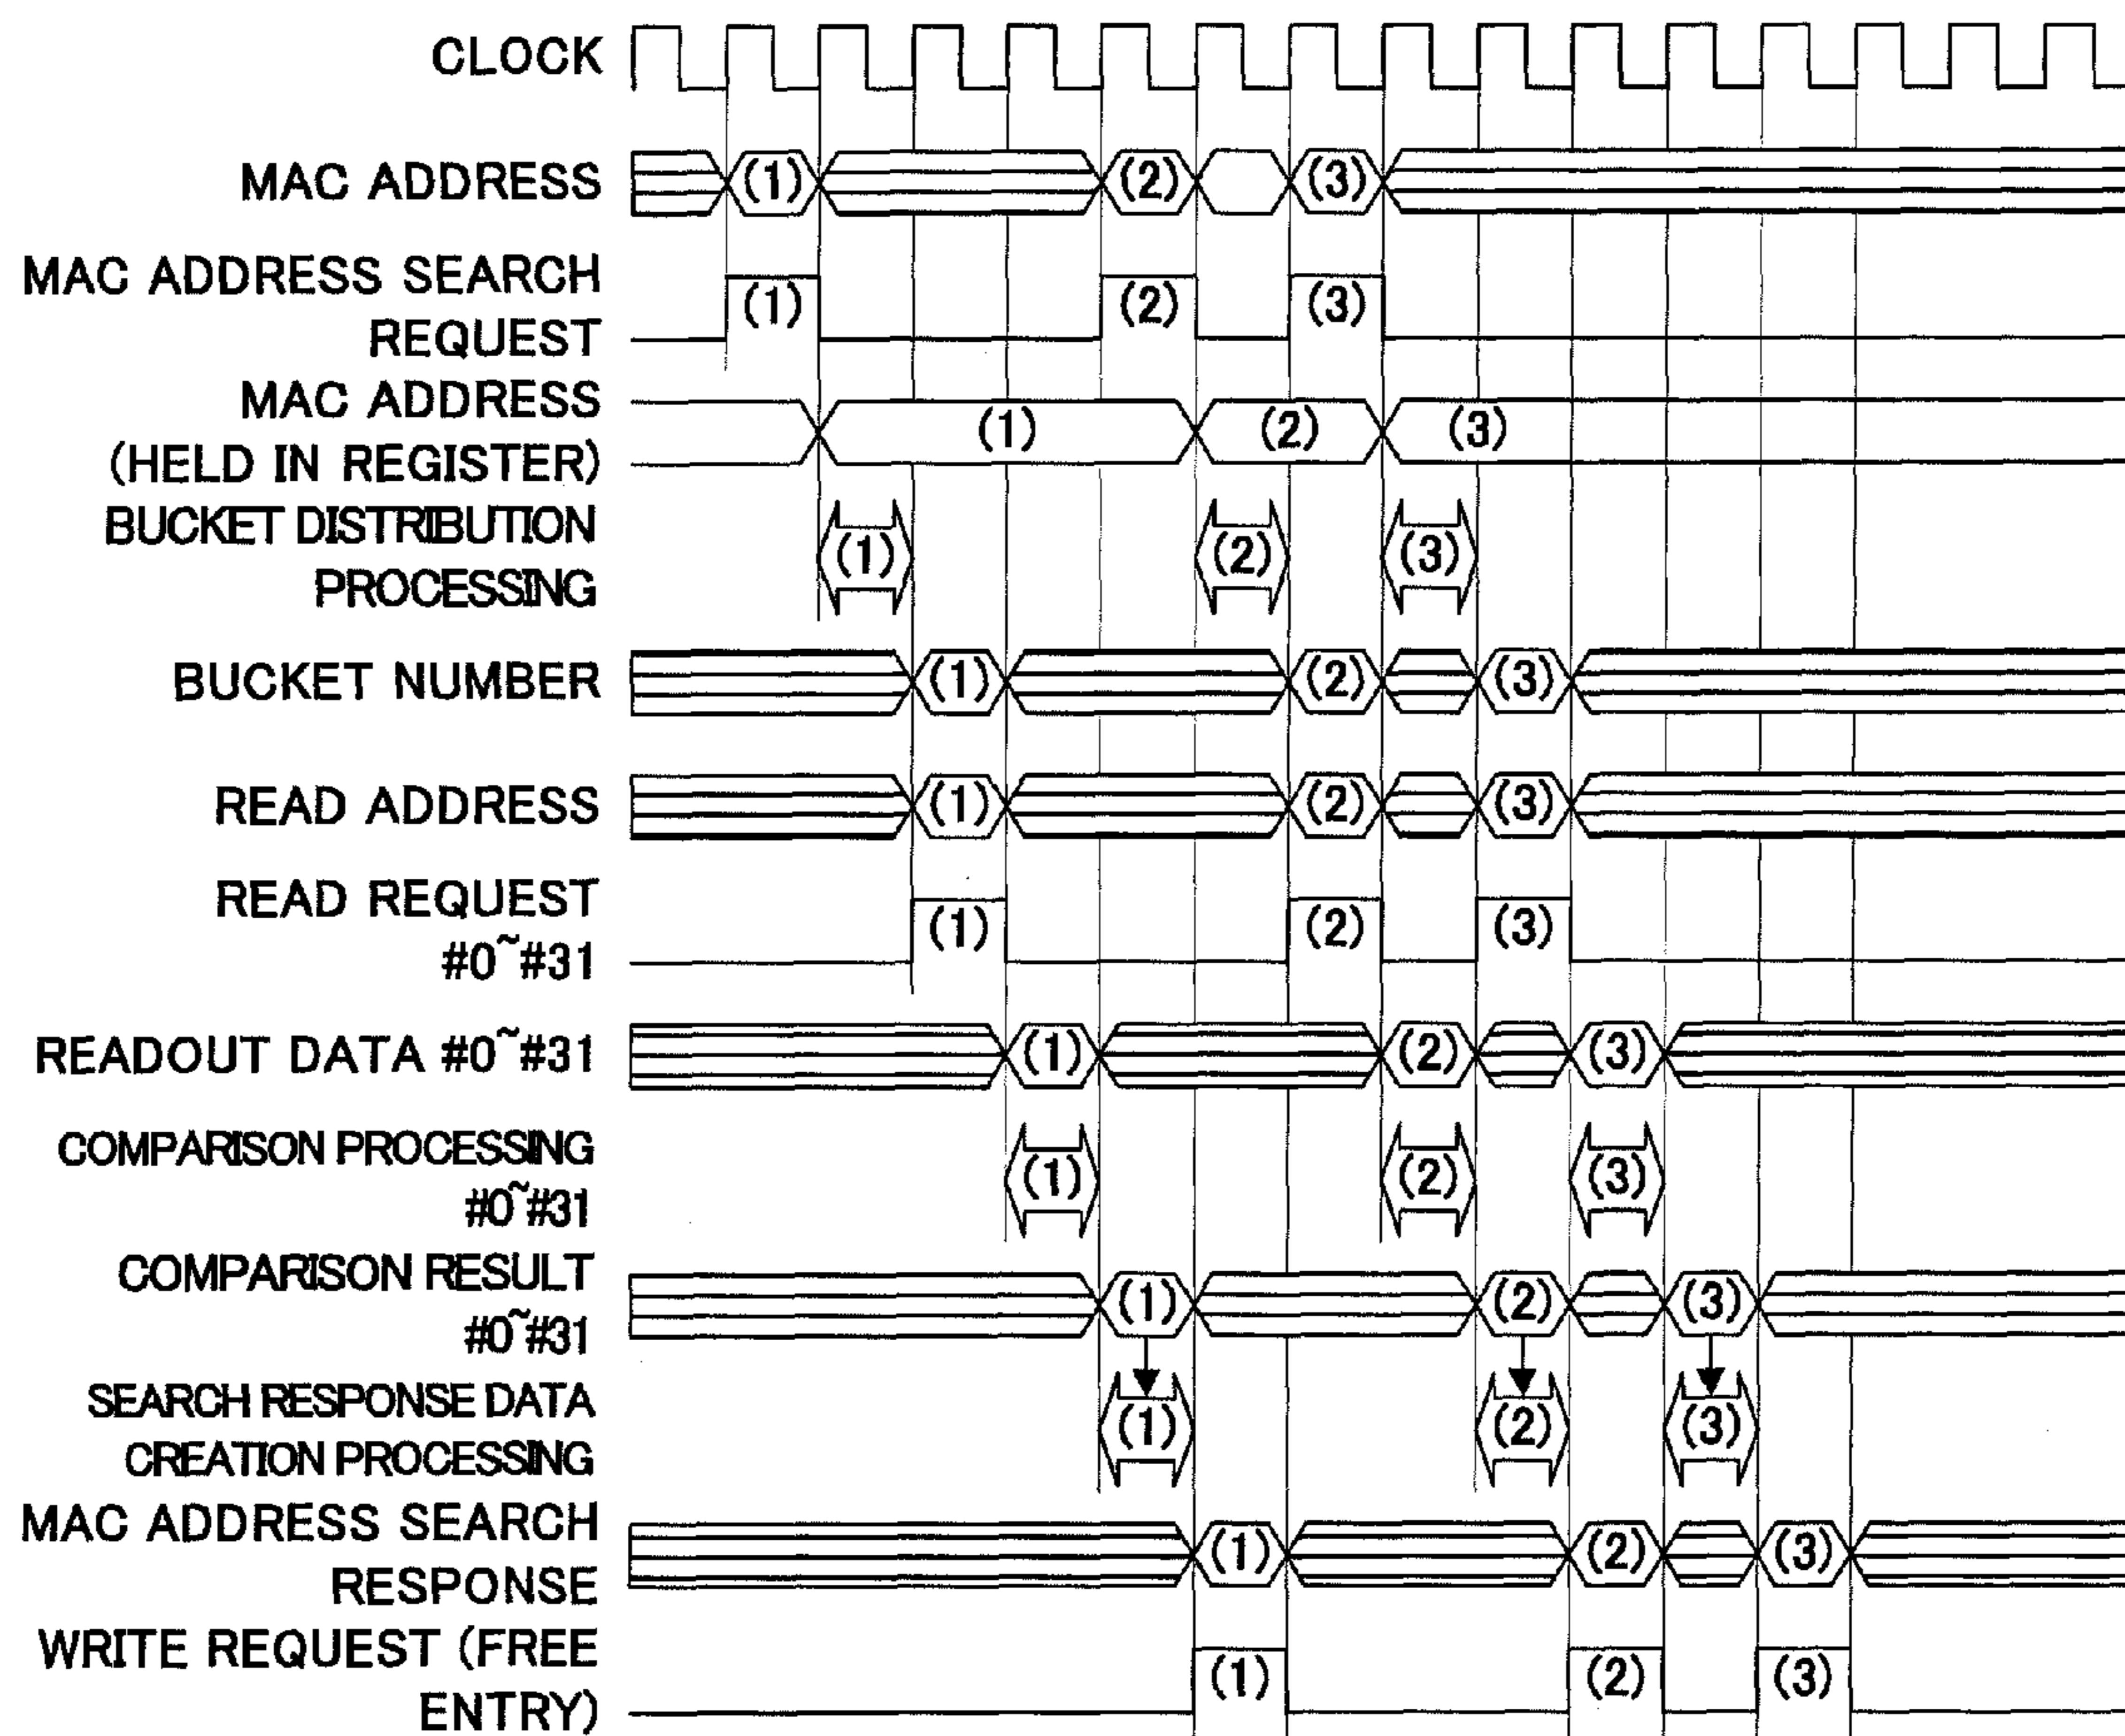 CLOCK
MAC ADDRESS (1) (2) (3)
MAC ADDRESS SEARCH
REQUEST (1) (2) (3)
MAC ADDRESS
(HELD IN REGISTER) (1) (2) (3)
BUCKET DISTRIBUTION
PROCESSING (1) (2) (3)
BUCKET NUMBER (1) (2) (3)
READ ADDRESS (1) (2) (3)
READ REQUEST
#0~#31 (1) (2) (3)
READOUT DATA #0~#31 (1) (2) (3)
COMPARISON PROCESSING
#0~#31 (1) (2) (3)
COMPARISON RESULT
#0~#31 (1) (2) (3)
SEARCH RESPONSE DATA
CREATION PROCESSING (1) (2) (3)
MAC ADDRESS SEARCH
RESPONSE (1) (2) (3)
WRITE REQUEST (FREE
ENTRY) (1) (2) (3)